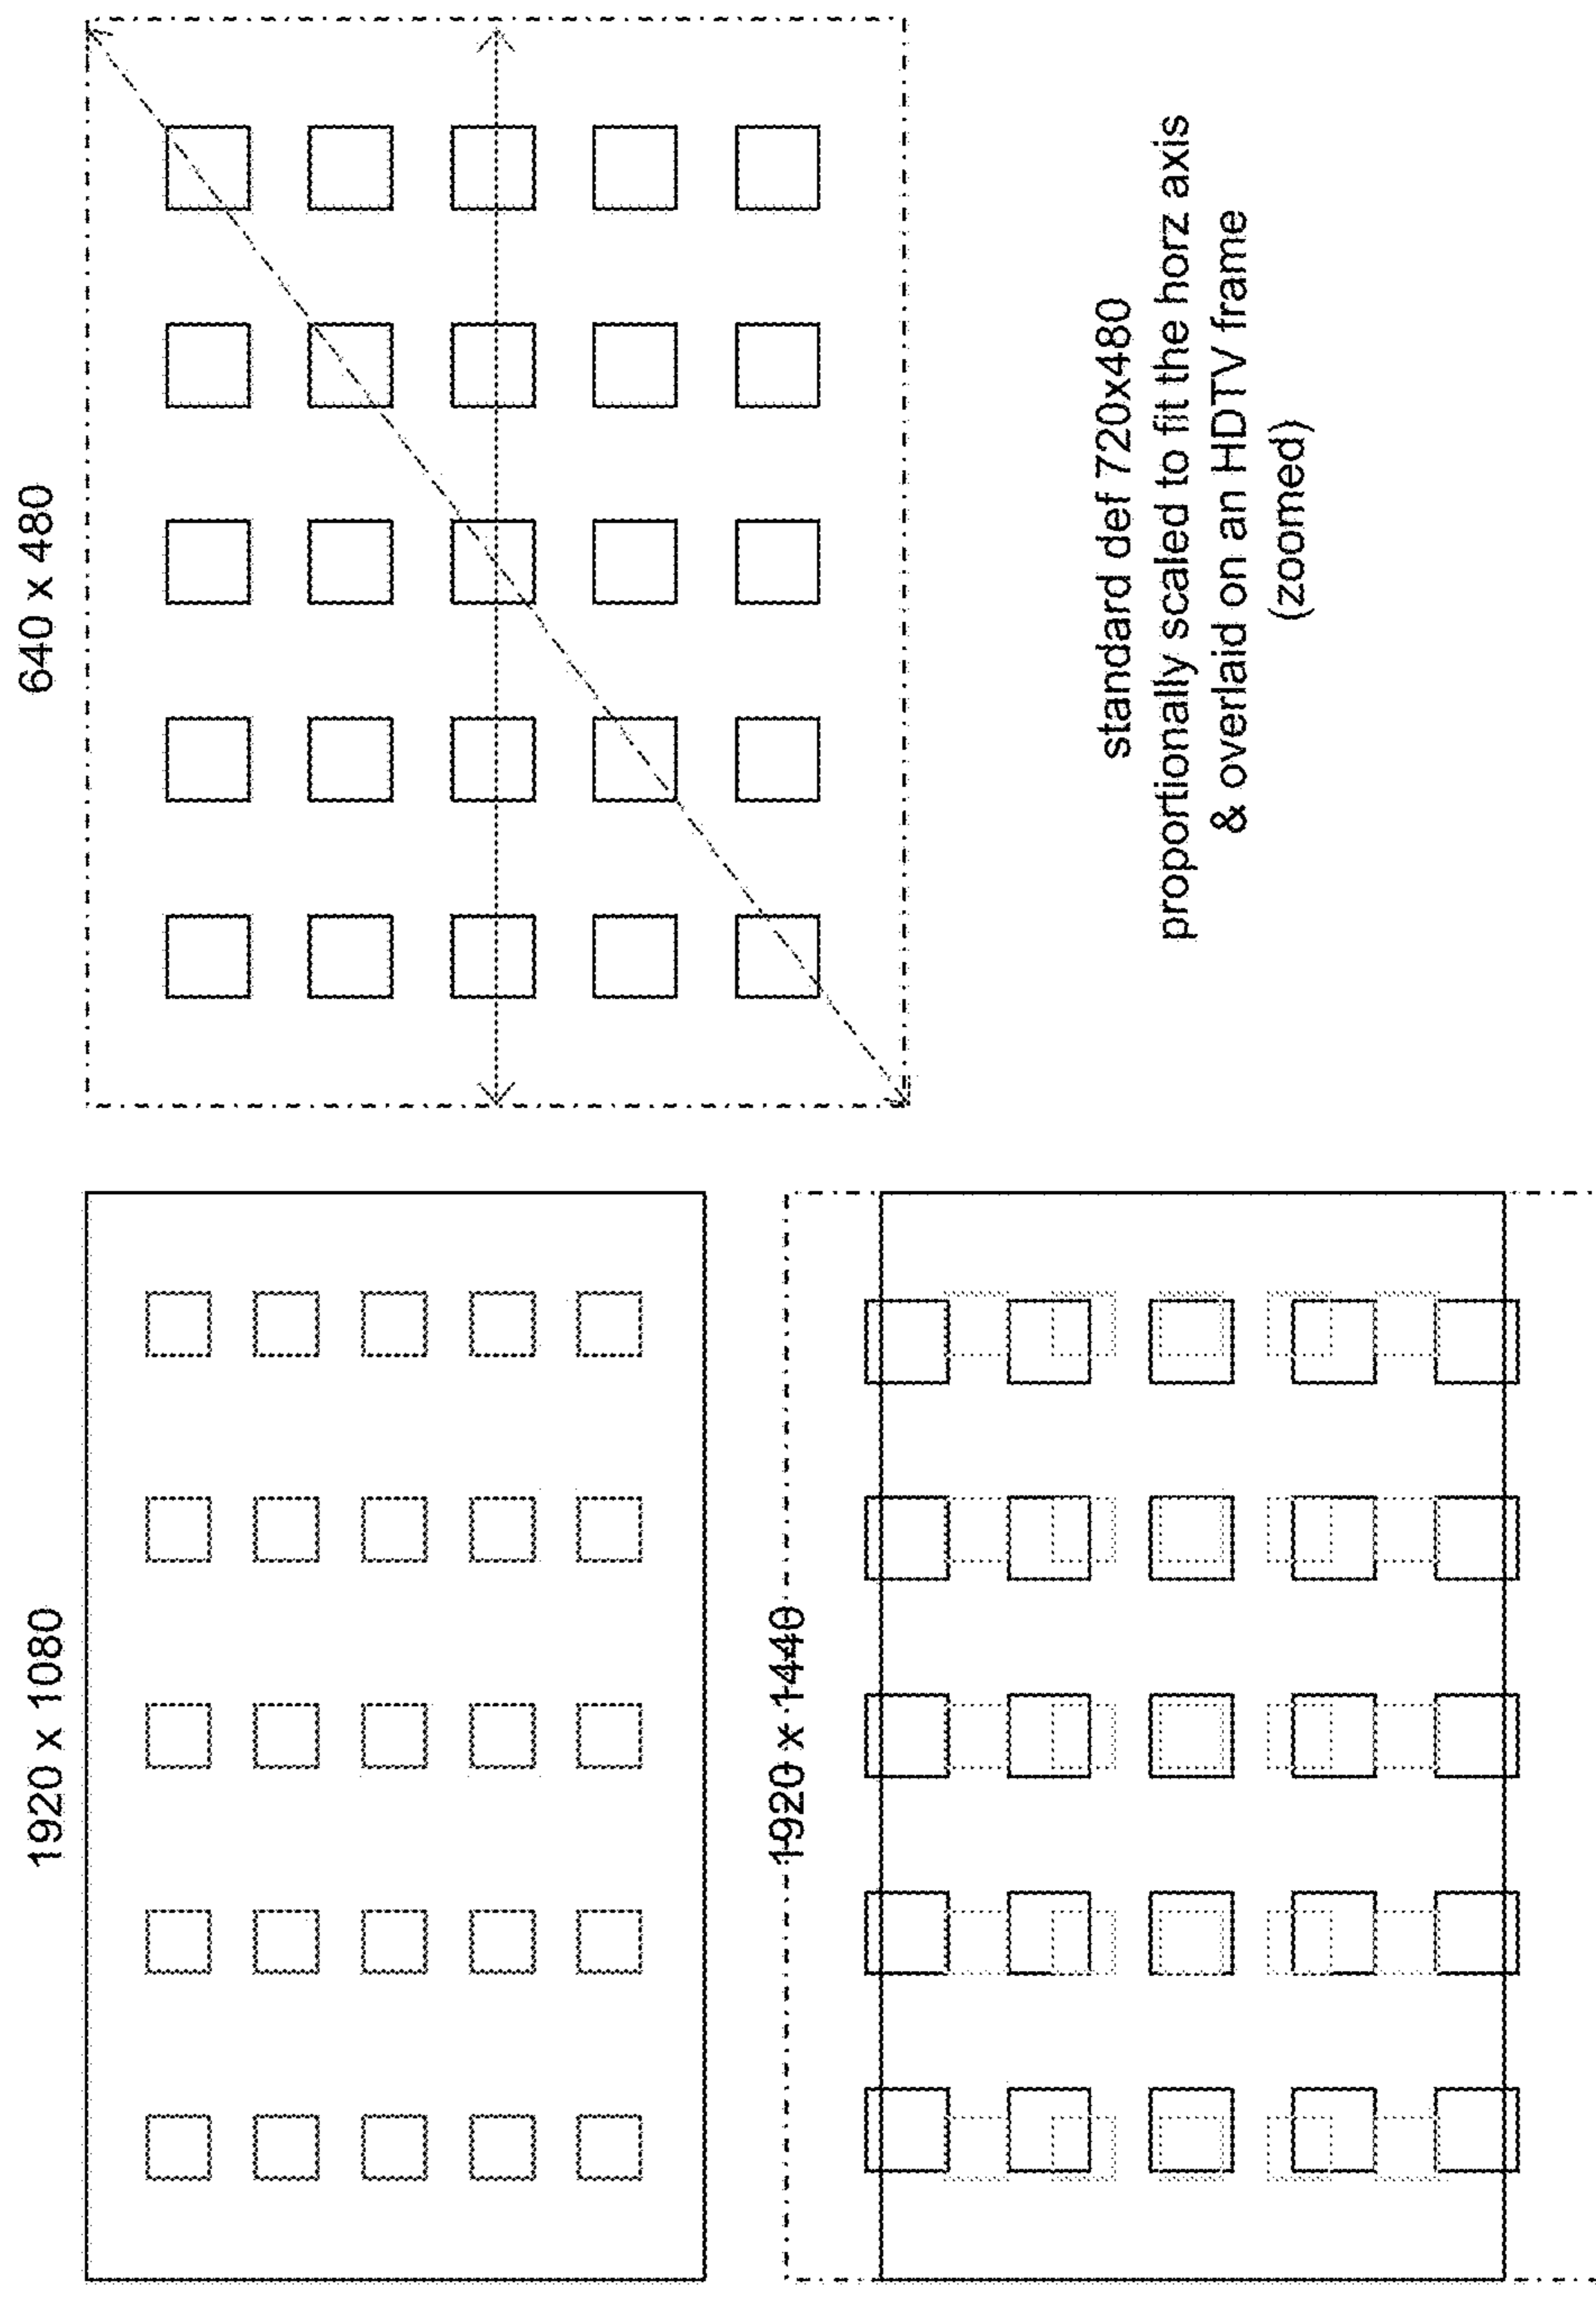 1920 x 1080
640 x 480
1920 x 1440
standard def 720x480
proportionally scaled to fit the horz axis
& overlaid on an HDTV frame
(zoomed)